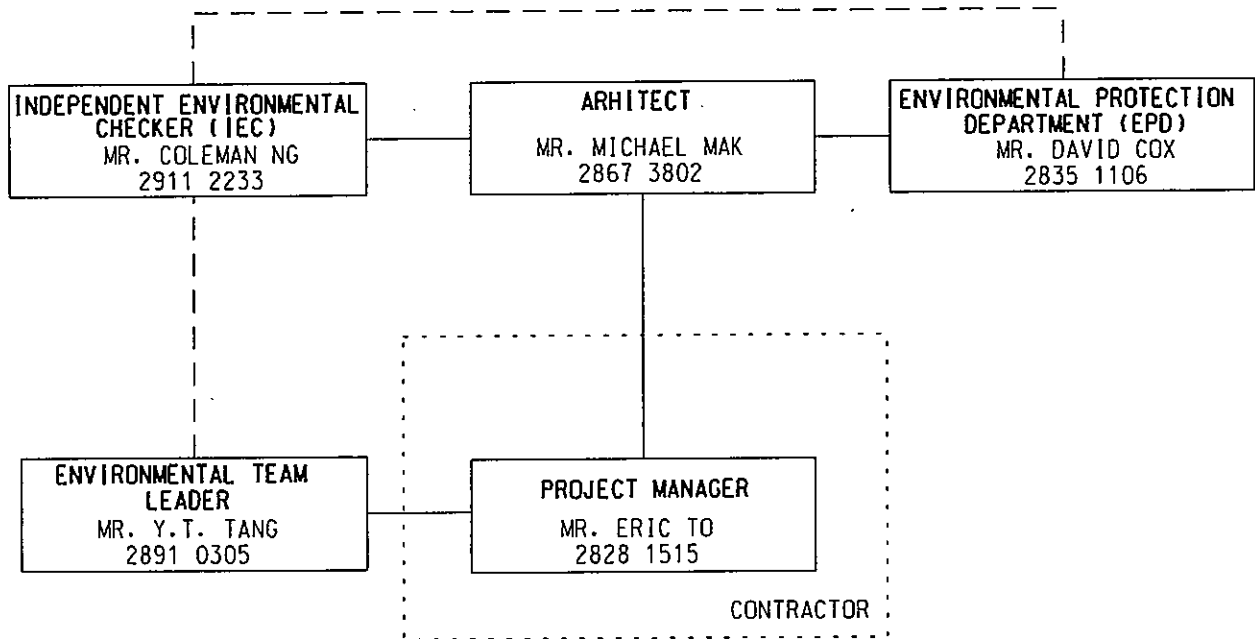 INDEPENDENT ENVIRONMENTAL
CHECKER (IEC)
MR. COLEMAN NG
2911 2233
ARHITECT
MR. MICHAEL MAK
2867 3802
ENVIRONMENTAL PROTECTION
DEPARTMENT (EPD)
MR. DAVID COX
2835 1106
ENVIRONMENTAL TEAM
LEADER
MR. Y.T. TANG
2891 0305
PROJECT MANAGER
MR. ERIC TO
2828 1515
CONTRACTOR